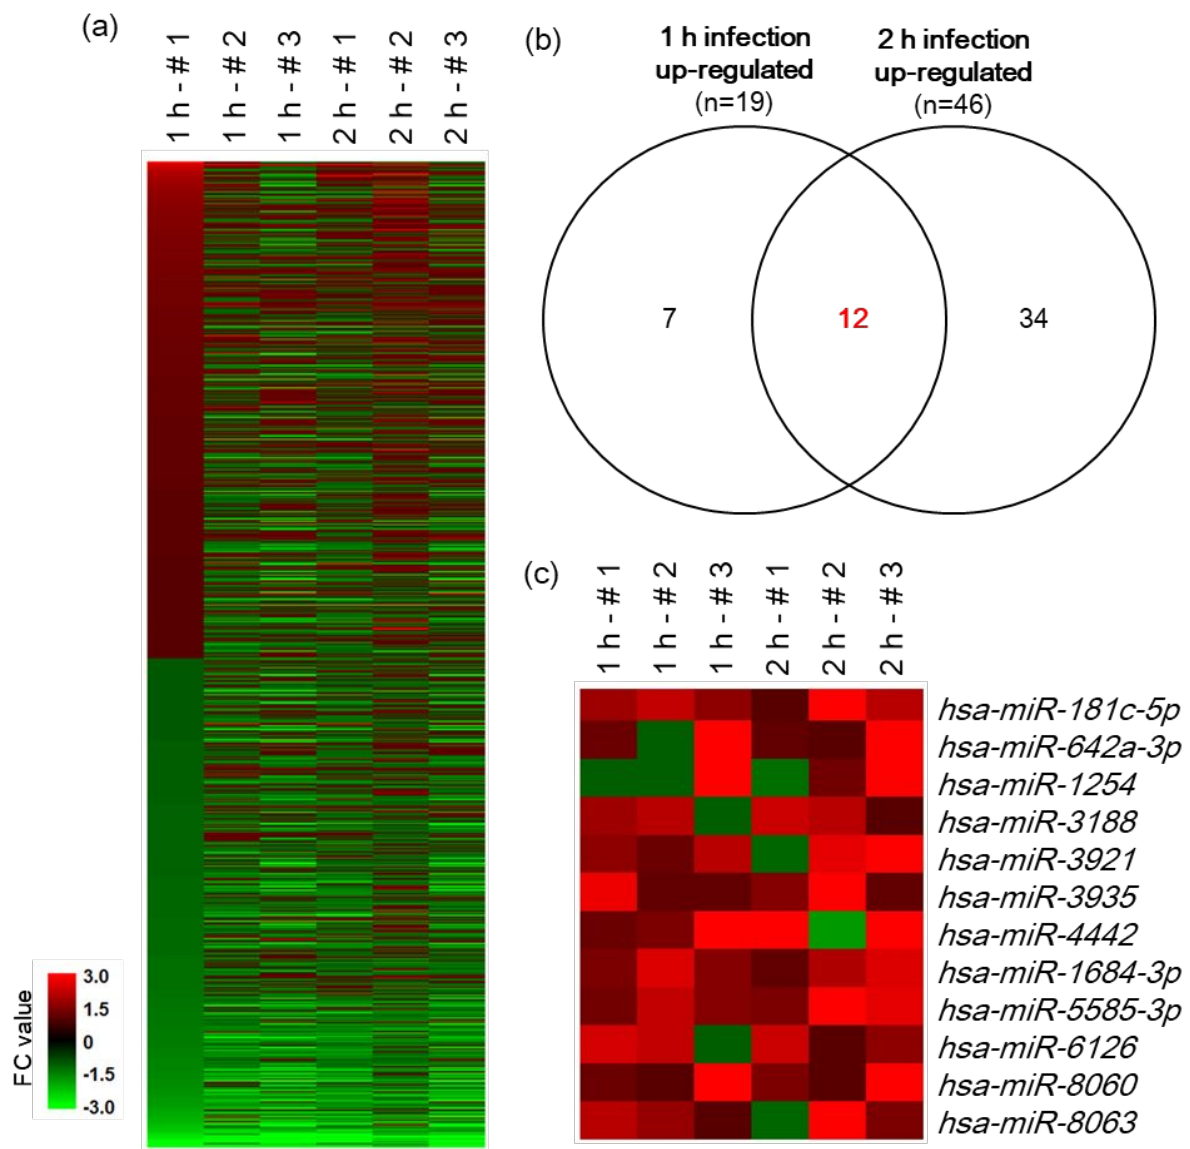 (a)
1 h - # 1
1 h - # 2
1 h - # 3
2 h - # 1
2 h - # 2
2 h - # 3
FC value
3.0
1.5
0
-1.5
-3.0
(b)
1 h infection
up-regulated
(n=19)
2 h infection
up-regulated
(n=46)
7
12
34
(c)
1 h - # 1
1 h - # 2
1 h - # 3
2 h - # 1
2 h - # 2
2 h - # 3
hsa-miR-181c-5p
hsa-miR-642a-3p
hsa-miR-1254
hsa-miR-3188
hsa-miR-3921
hsa-miR-3935
hsa-miR-4442
hsa-miR-1684-3p
hsa-miR-5585-3p
hsa-miR-6126
hsa-miR-8060
hsa-miR-8063